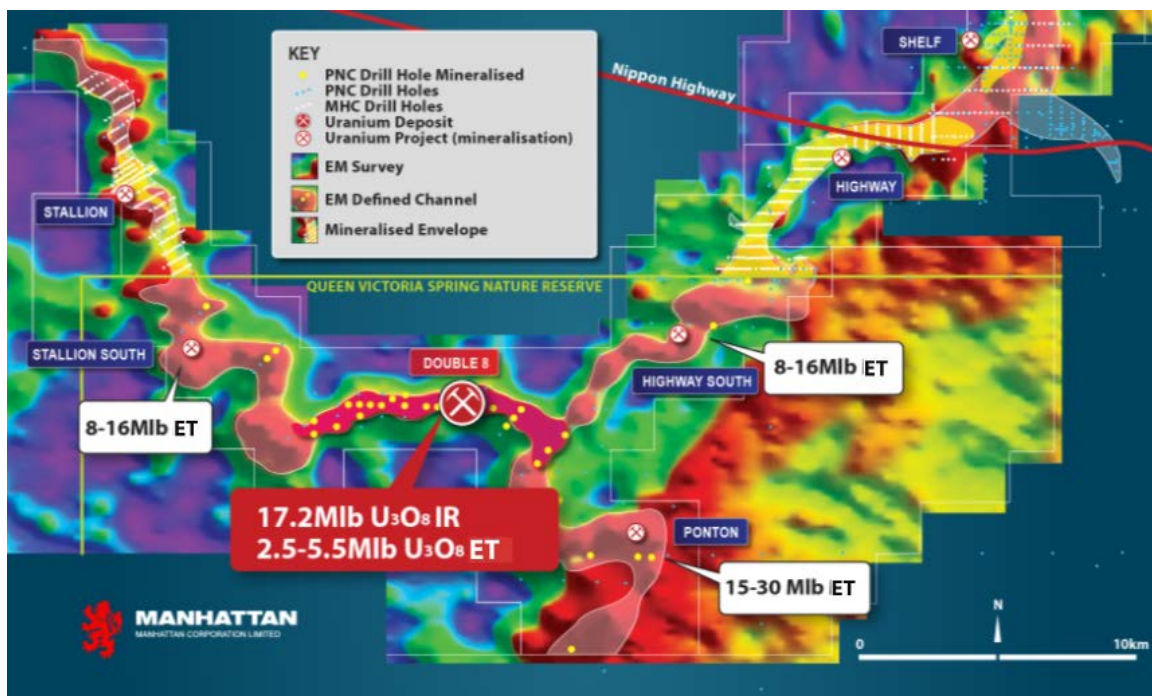 KEY
PNC Drill Hole Mineralised
PNC Drill Holes
MHC Drill Holes
Uranium Deposit
Uranium Project (mineralisation)
EM Survey
EM Defined Channel
Mineralised Envelope
SHELF
Nippon Highway
HIGHWAY
STALLION
QUEEN VICTORIA SPRING NATURE RESERVE
STALLION SOUTH
DOUBLE 8
HIGHWAY SOUTH
8-16Mlb ET
8-16Mlb ET
17.2Mlb U₃O₈ IR
2.5-5.5Mlb U₃O₈ ET
PONTON
15-30 Mlb ET
MANHATTAN
MANHATTAN CORPORATION LIMITED
N
0 10km